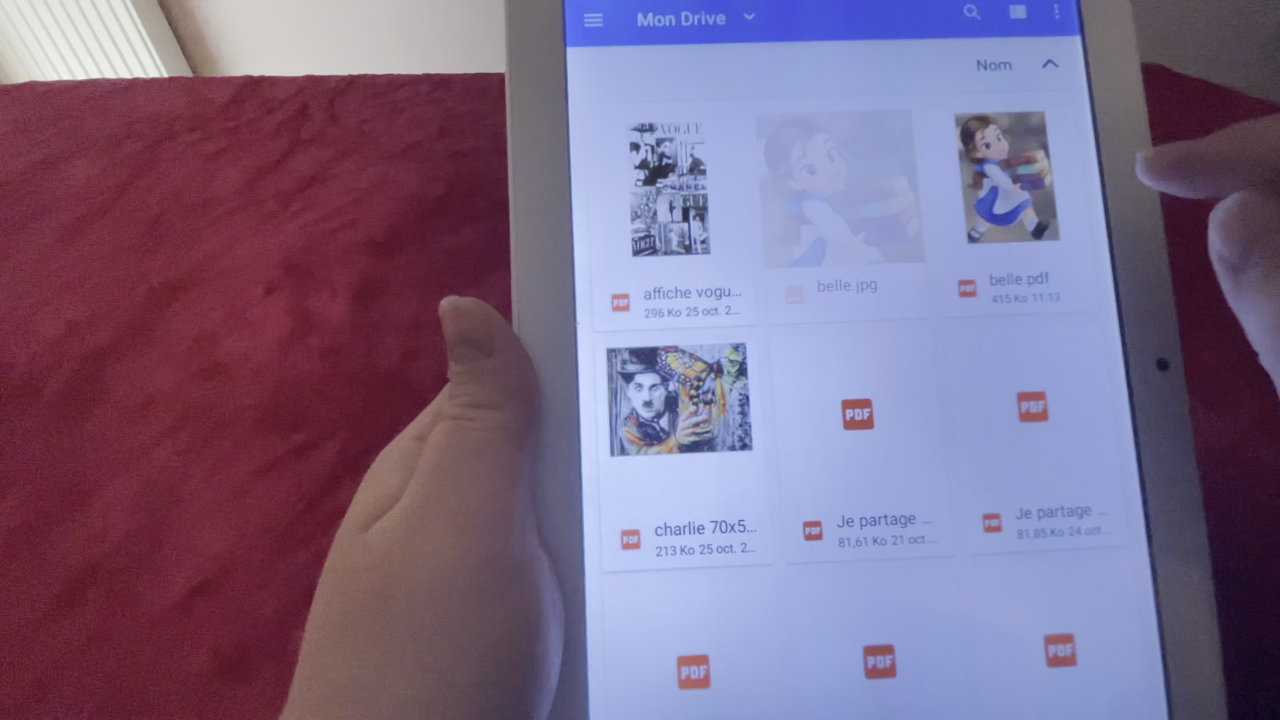 Mon Drive
Nom
VOGUE
VOGUE
affiche vogu...
296 Ko 25 oct. 2...
belle.jpg
PDF
belle.pdf
415 Ko 11:13
PDF
charlie 70x5...
213 Ko 25 oct. 2...
PDF
PDF
Je partage ...
81,61 Ko 21 oct....
PDF
PDF
Je partage ...
81,85 Ko 24 oct...
PDF
PDF
PDF
PDF